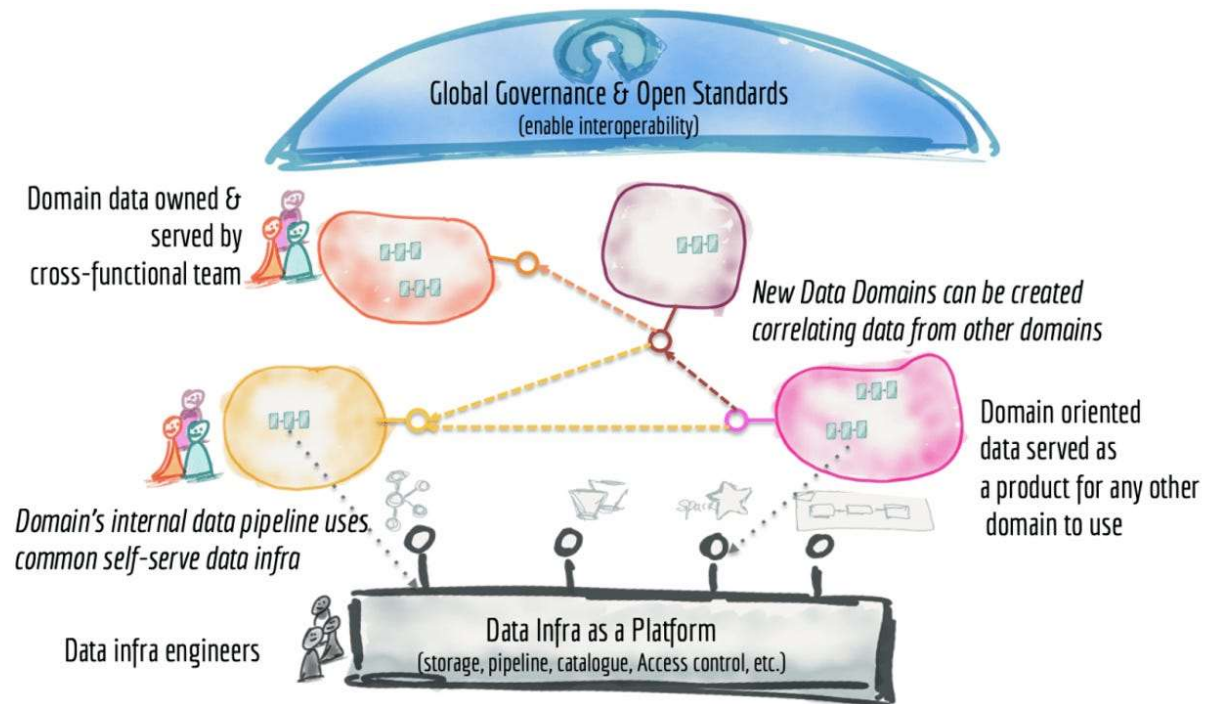 Global Governance & Open Standards
(enable interoperability)
Domain data owned &
served by
cross-functional team
New Data Domains can be created
correlating data from other domains
Domain oriented
data served as
a product for any other
domain to use
Domain's internal data pipeline uses
common self-serve data infra
Data infra engineers
Data Infra as a Platform
(storage, pipeline, catalogue, Access control, etc.)